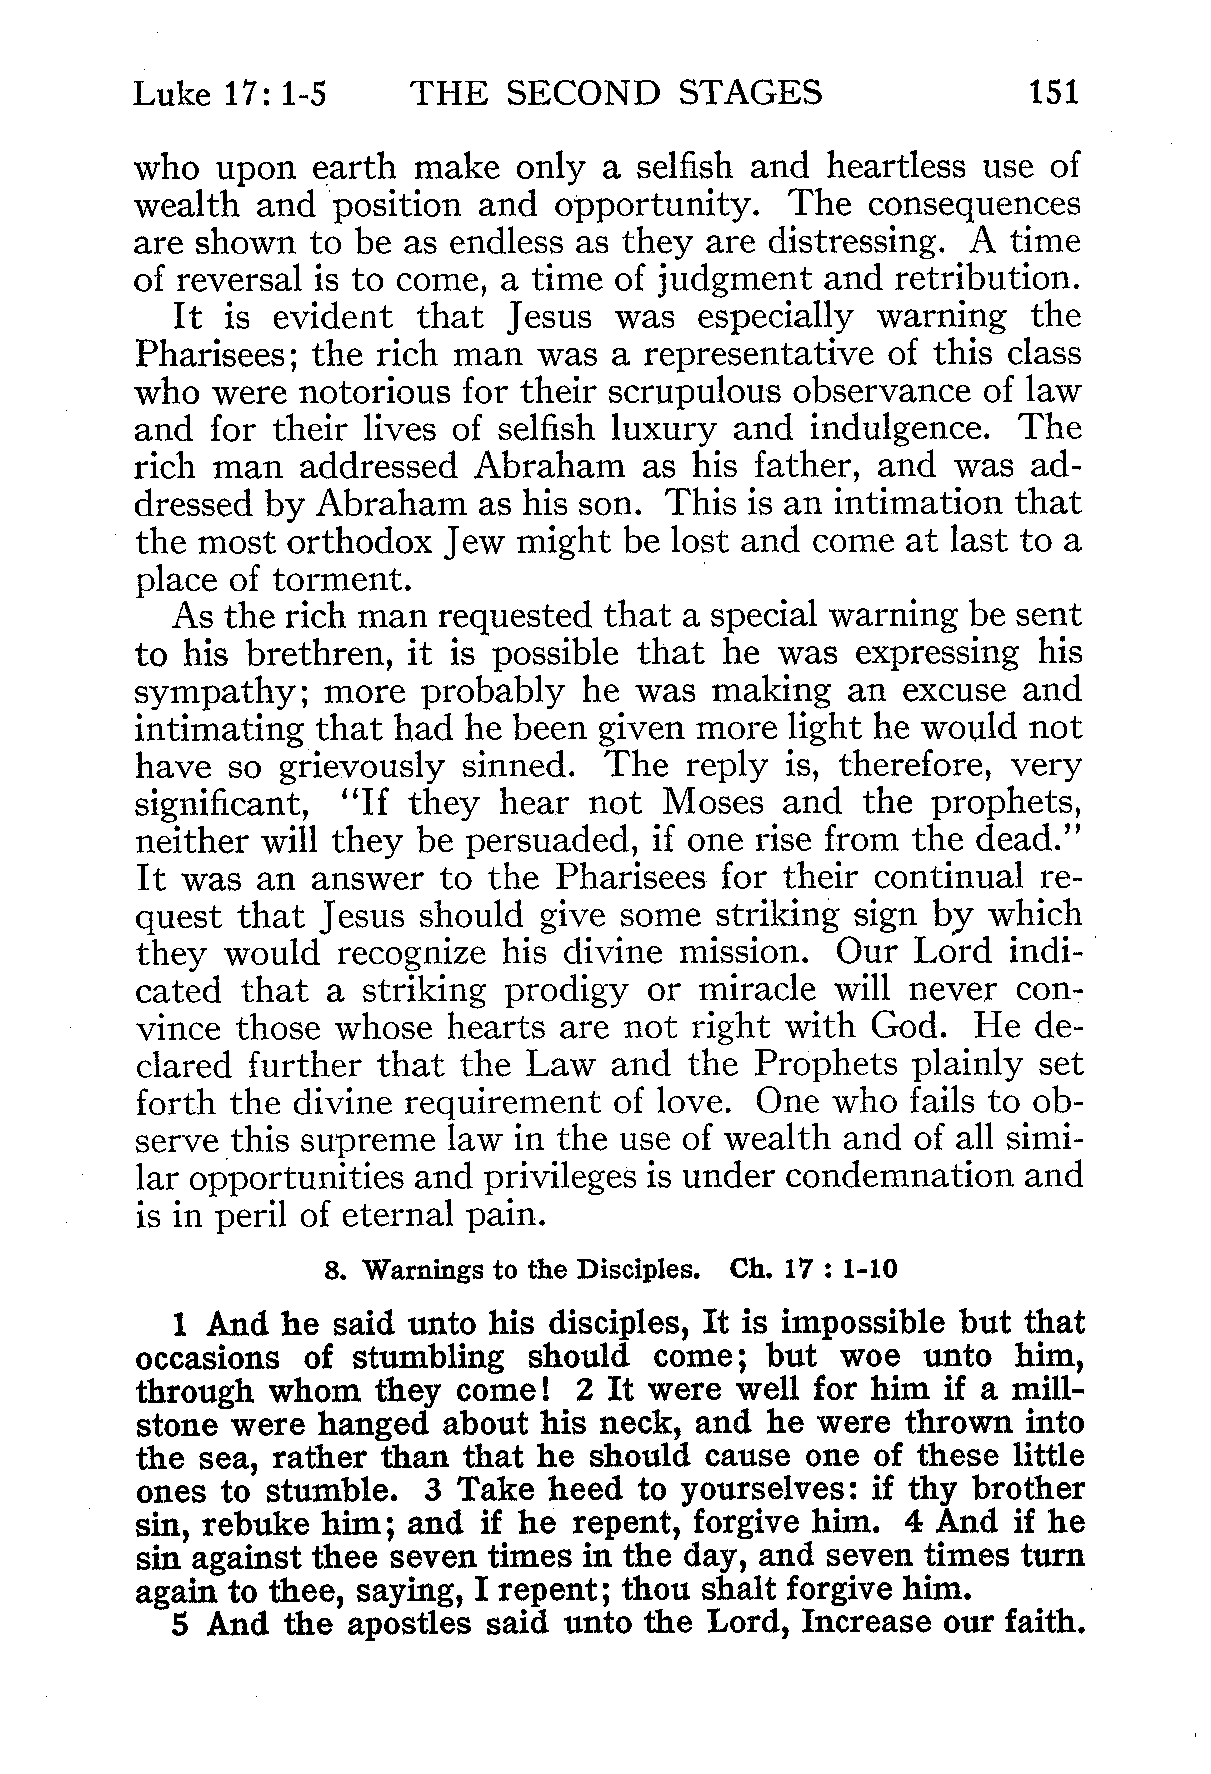 Luke 17: 1-5 THE SECOND STAGES 151
who upon earth make only a selfish and heartless use of
wealth and position and opportunity. The consequences
are shown to be as endless as they are distressing. A time
of reversal is to come, a time of judgment and retribution.
It is evident that Jesus was especially warning the
Pharisees; the rich man was a representative of this class
who were notorious for their scrupulous observance of law
and for their lives of selfish luxury and indulgence. The
rich man addressed Abraham as his father, and was ad-
dressed by Abraham as his son. This is an intimation that
the most orthodox Jew might be lost and come at last to a
place of torment.
As the rich man requested that a special warning be sent
to his brethren, it is possible that he was expressing his
sympathy; more probably he was making an excuse and
intimating that had he been given more light he would not
have so grievously sinned. The reply is, therefore, very
significant, "If they hear not Moses and the prophets,
neither will they be persuaded, if one rise from the dead."
It was an answer to the Pharisees for their continual re-
quest that Jesus should give some striking sign by which
they would recognize his divine mission. Our Lord indi-
cated that a striking prodigy or miracle will never con-
vince those whose hearts are not right with God. He de-
clared further that the Law and the Prophets plainly set
forth the divine requirement of love. One who fails to ob-
serve this supreme law in the use of wealth and of all simi-
lar opportunities and privileges is under condemnation and
is in peril of eternal pain.
8. Warnings to the Disciples. Ch. 17 : 1-10
1 And he said unto his disciples, It is impossible but that
occasions of stumbling should come; but woe unto him,
through whom they come! 2 It were well for him if a mill-
stone were hanged about his neck, and he were thrown into
the sea, rather than that he should cause one of these little
ones to stumble. 3 Take heed to yourselves: if thy brother
sin, rebuke him; and if he repent, forgive him. 4 And if he
sin against thee seven times in the day, and seven times turn
again to thee, saying, I repent; thou shalt forgive him.
5 And the apostles said unto the Lord, Increase our faith.